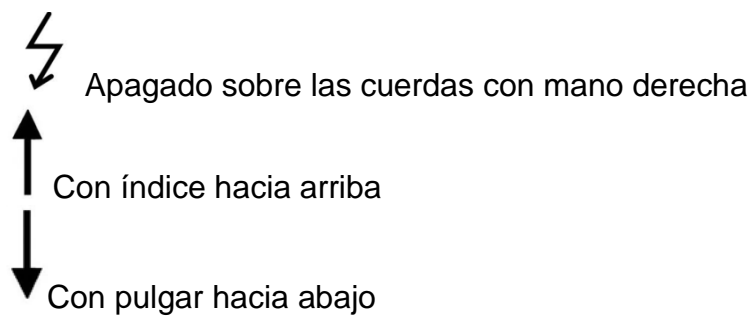 Apagado sobre las cuerdas con mano derecha
Con índice hacia arriba
Con pulgar hacia abajo